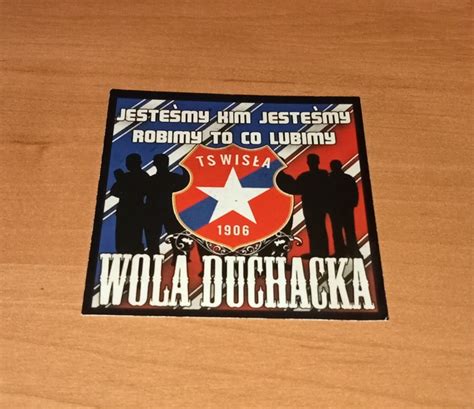 JESTEŚMY KIM JESTEŚMY
ROBIMY TO CO LUBIMY
TS WISŁA
1906
WOLA DUCHACKA